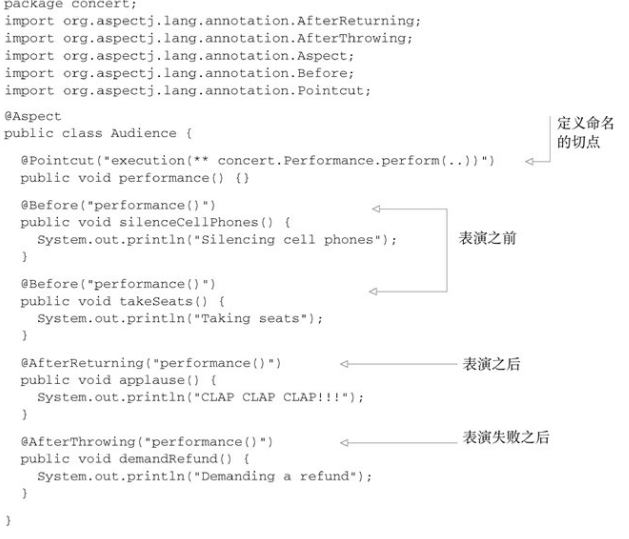 package concert;
import org.aspectj.lang.annotation.AfterReturning;
import org.aspectj.lang.annotation.AfterThrowing;
import org.aspectj.lang.annotation.Aspect;
import org.aspectj.lang.annotation.Before;
import org.aspectj.lang.annotation.Pointcut;
@Aspect
public class Audience {
定义命名
的切点
@Pointcut("execution(** concert.Performance.perform(..))")
public void performance() {}
@Before("performance()")
public void silenceCellPhones() {
System.out.println("Silencing cell phones");
}
表演之前
@Before("performance()")
public void takeSeats() {
System.out.println("Taking seats");
}
@AfterReturning("performance()")
表演之后
public void applause() {
System.out.println("CLAP CLAP CLAP!!!");
}
@AfterThrowing("performance()")
表演失败之后
public void demandRefund() {
System.out.println("Demanding a refund");
}
}